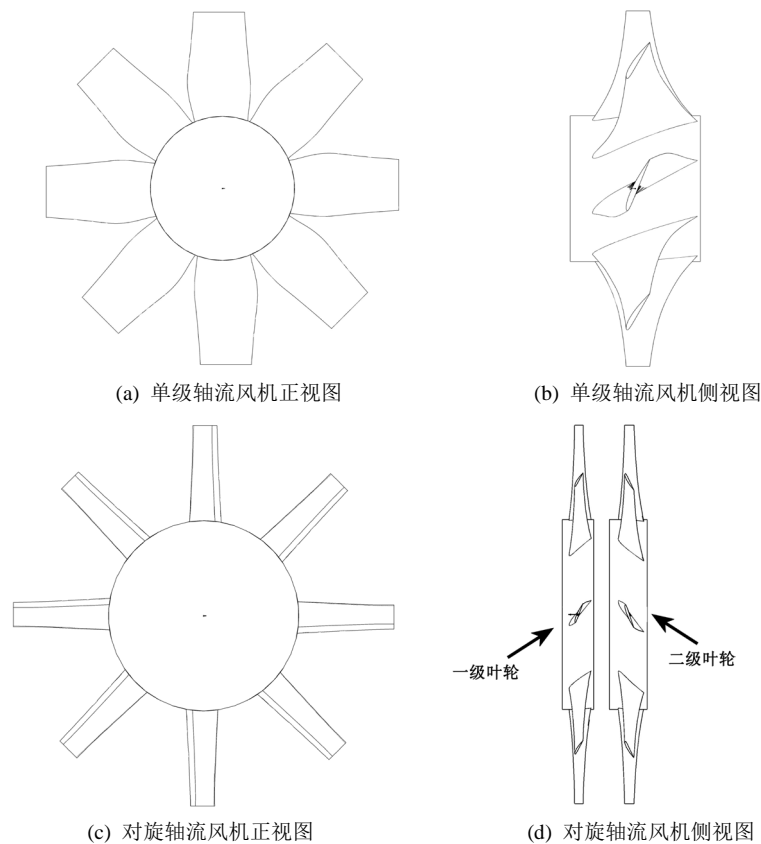 (a) 单级轴流风机正视图
(b) 单级轴流风机侧视图
一级叶轮
二级叶轮
(c) 对旋轴流风机正视图
(d) 对旋轴流风机侧视图